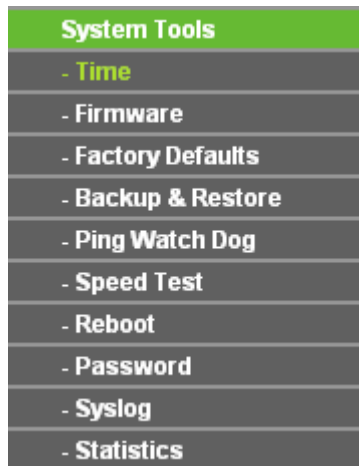 System Tools
- Time
- Firmware
- Factory Defaults
- Backup & Restore
- Ping Watch Dog
- Speed Test
- Reboot
- Password
- Syslog
- Statistics